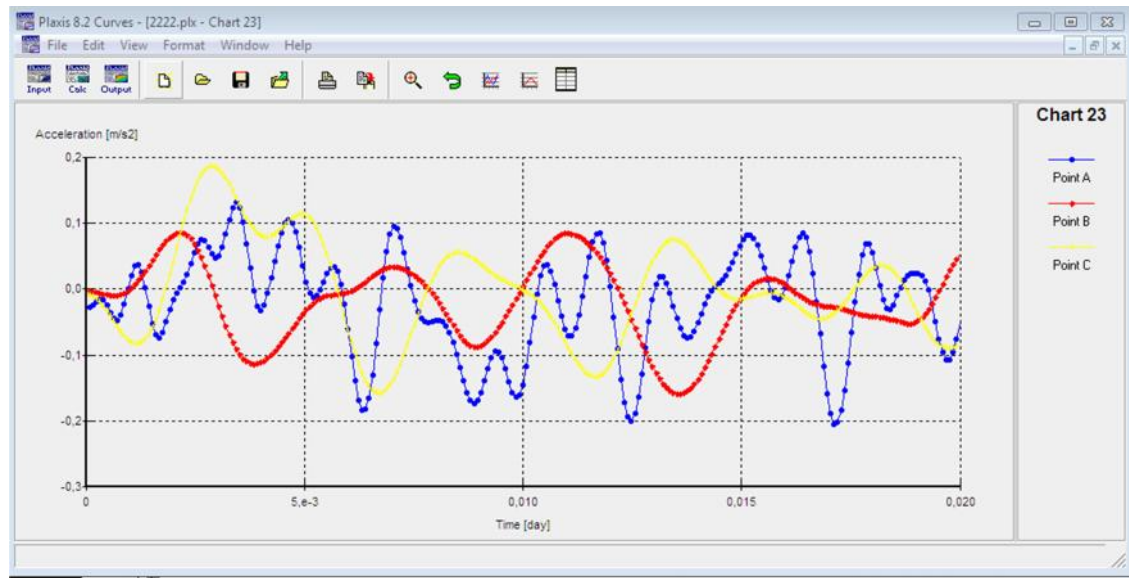 Plaxis 8.2 Curves - [2222.plx - Chart 23]
File Edit View Format Window Help
Input Calc Output
Chart 23
Acceleration [m/s2]
0,2
0,1
0,0
-0,1
-0,2
-0,3
0 5,e-3 0,010 0,015 0,020
Time [day]
Point A
Point B
Point C